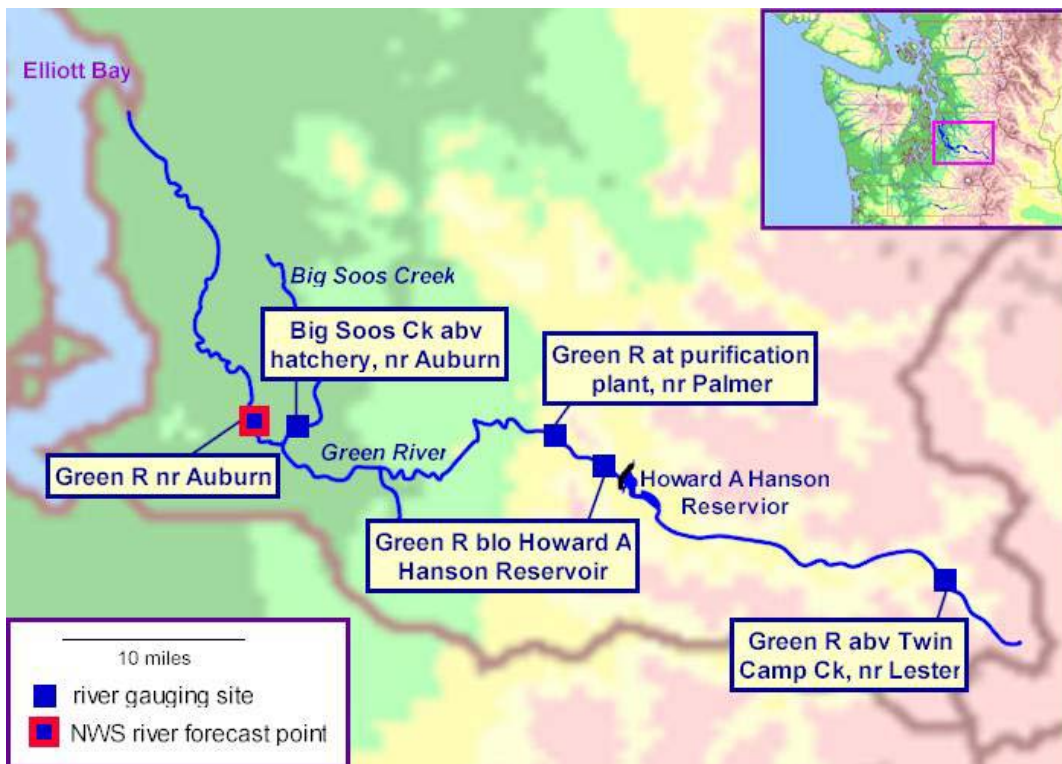 Elliott Bay
Big Soos Creek
Big Soos Ck abv
hatchery, nr Auburn
Green R at purification
plant, nr Palmer
Green River
Green R nr Auburn
Howard A Hanson
Reservior
Green R blo Howard A
Hanson Reservoir
Green R abv Twin
Camp Ck, nr Lester
10 miles
river gauging site
NWS river forecast point